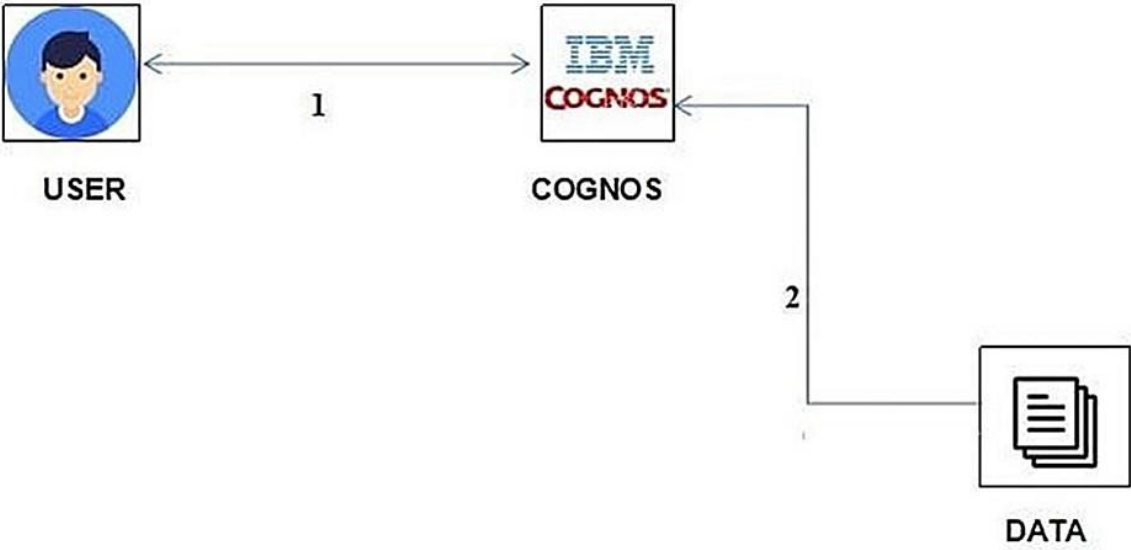 IBM
COGNOS
1
USER
COGNOS
2
DATA